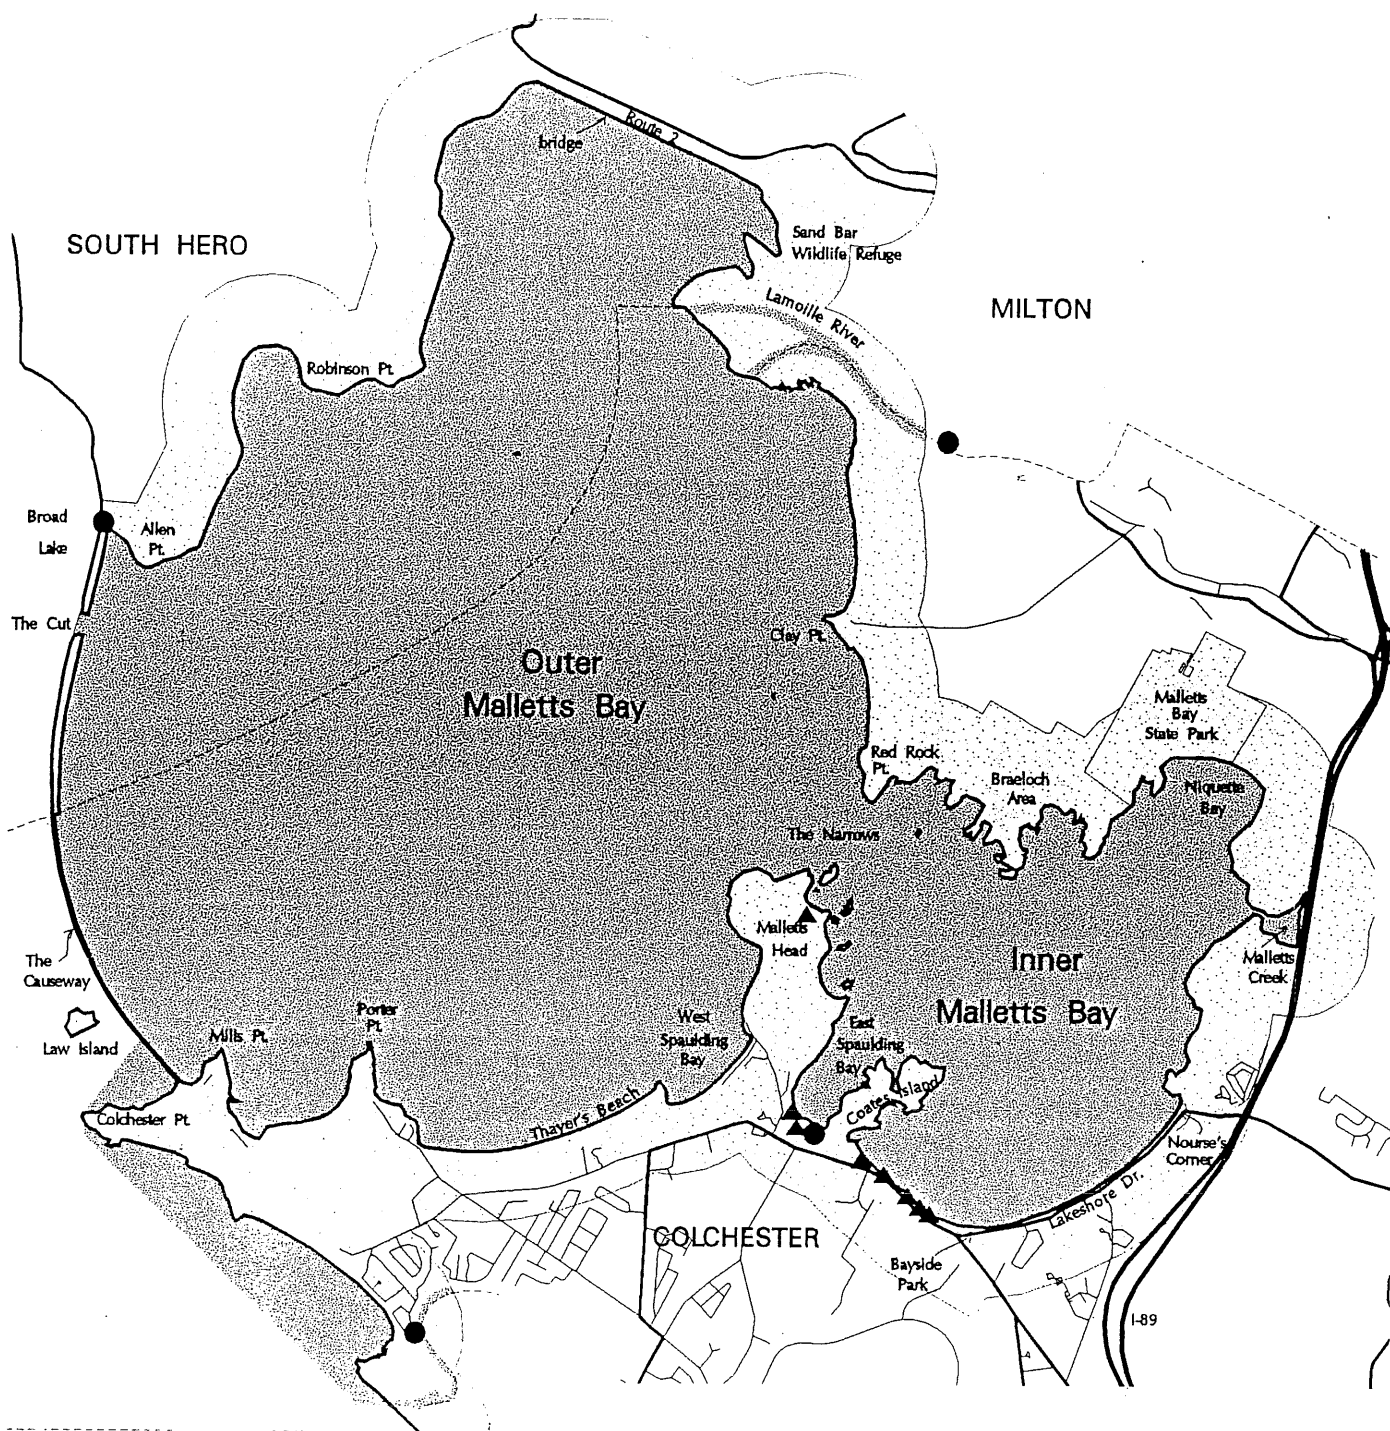 Route 2
bridge
SOUTH HERO
Sand Bar
Wildlife Refuge
MILTON
Lamoille River
Robinson Pt.
Broad
Lake
Allen
Pt.
The Cut
Clay Pt.
Outer
Malletts Bay
Malletts
Bay
State Park
Red Rock
Pt.
Braeloch
Area
Niquette
Bay
The Narrows
Malletts
Head
Inner
Malletts Bay
Malletts
Creek
The
Causeway
Law Island
Mills Pt.
Porter
Pt.
West
Spaulding
Bay
East
Spaulding
Bay
Coates Island
Thayer's Beach
Colchester Pt.
Nourse's
Corner
Lakeshore Dr.
COLCHESTER
Bayside
Park
I-89